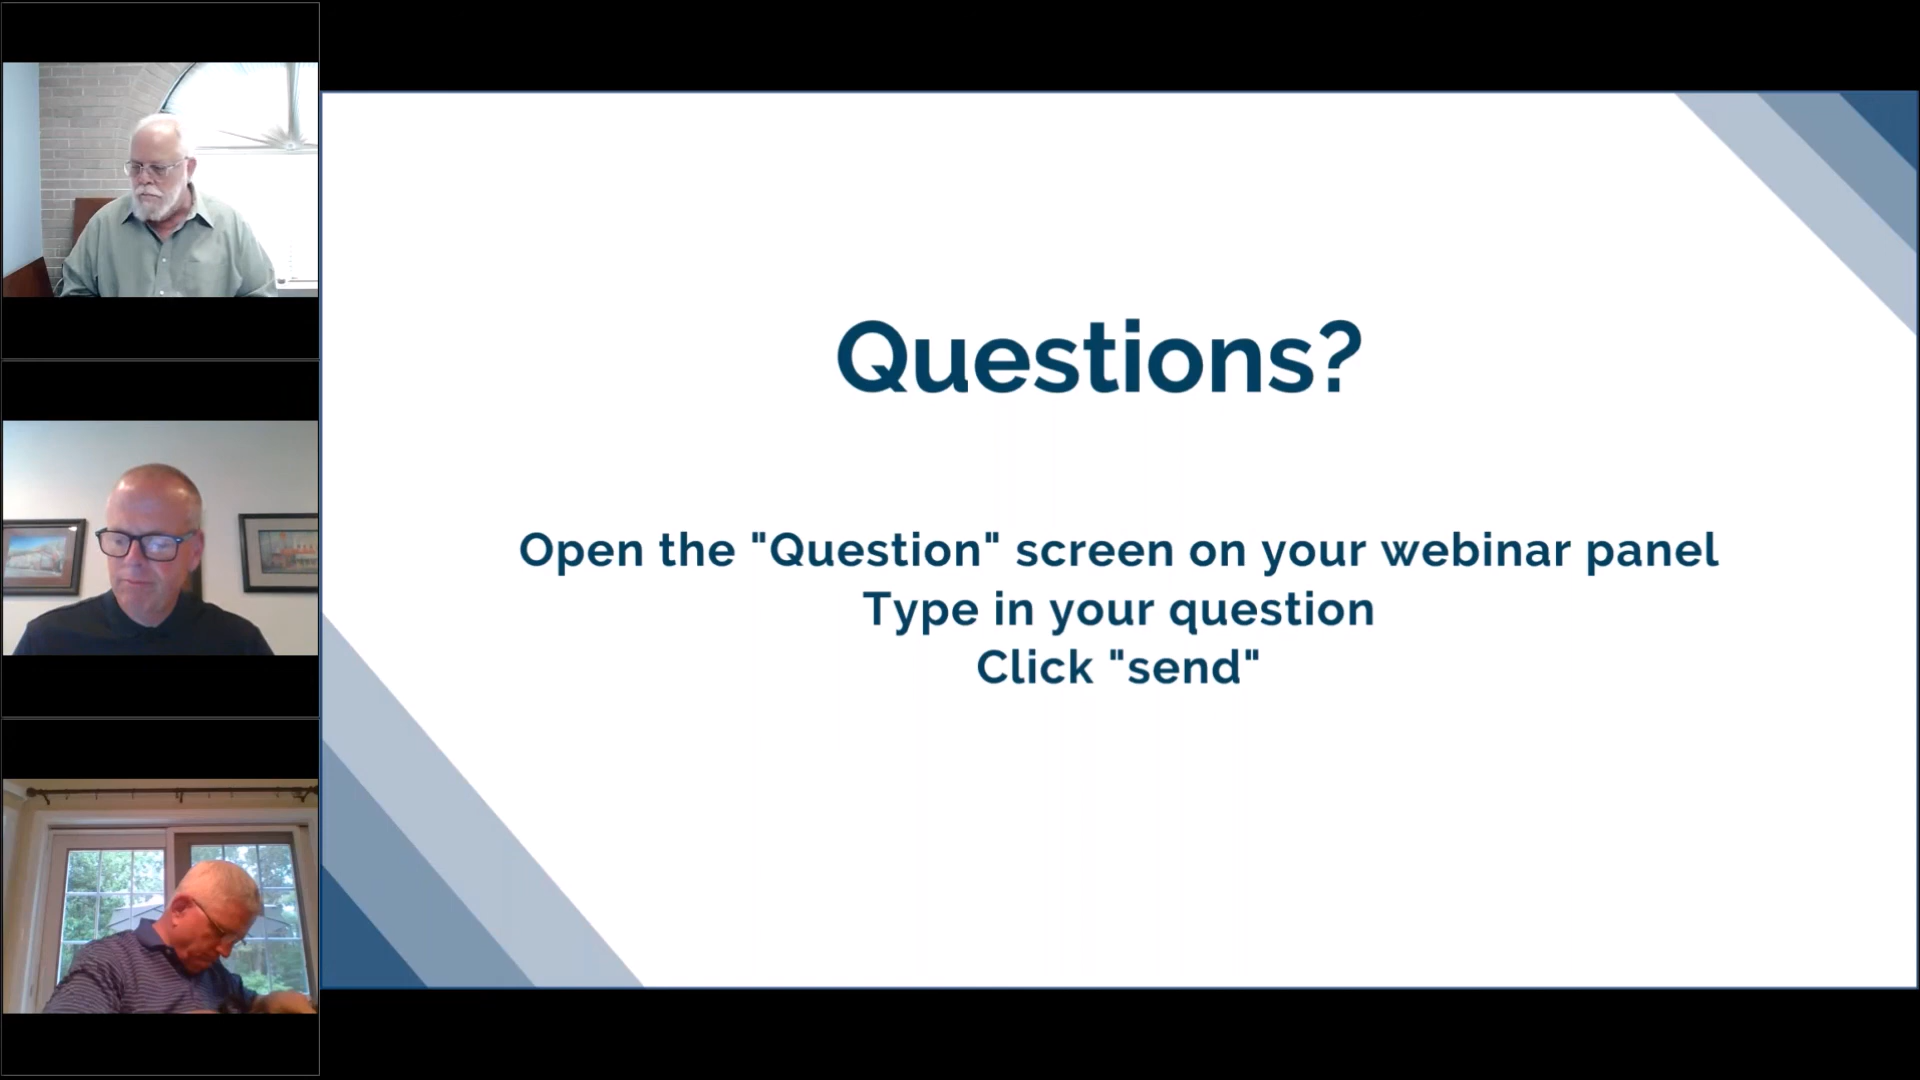 Questions?
Open the "Question" screen on your webinar panel
Type in your question
Click "send"